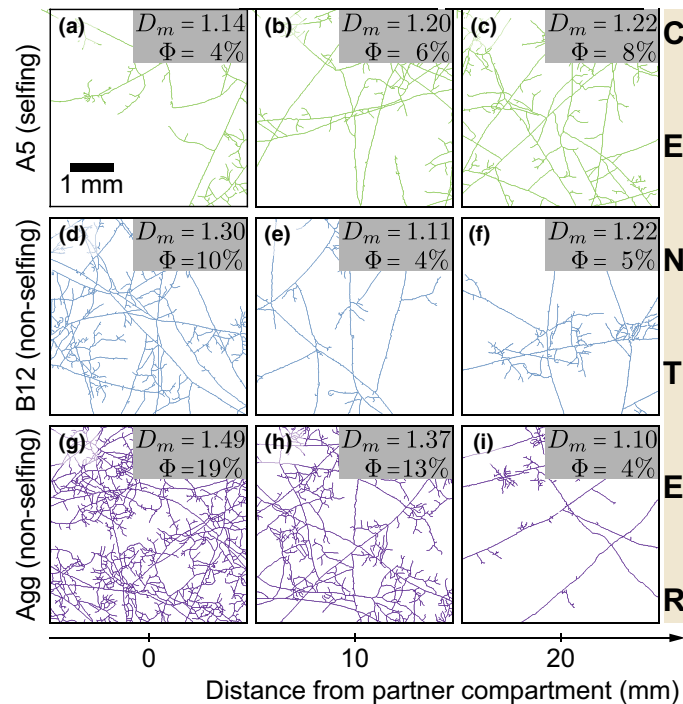 (a) D_m = 1.14
Φ = 4%
(b) D_m = 1.20
Φ = 6%
(c) D_m = 1.22
Φ = 8%
A5 (selfing)
1 mm
(d) D_m = 1.30
Φ =10%
(e) D_m = 1.11
Φ = 4%
(f) D_m = 1.22
Φ = 5%
B12 (non-selfing)
(g) D_m = 1.49
Φ =19%
(h) D_m = 1.37
Φ =13%
(i) D_m = 1.10
Φ = 4%
Agg (non-selfing)
C
E
N
T
E
R
0 10 20
Distance from partner compartment (mm)